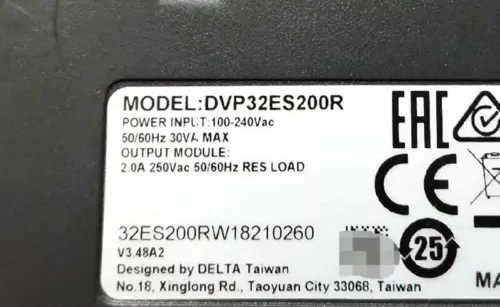 MODEL:DVP32ES200R
POWER INPUT:100-240Vac
50/60Hz 30VA MAX
OUTPUT MODULE:
2.0A 250Vac 50/60Hz RES LOAD
EAC
CE
32ES200RW18210260
25
V3.48A2
Designed by DELTA Taiwan
MA
No.18, Xinglong Rd., Taoyuan City 33068, Taiwan